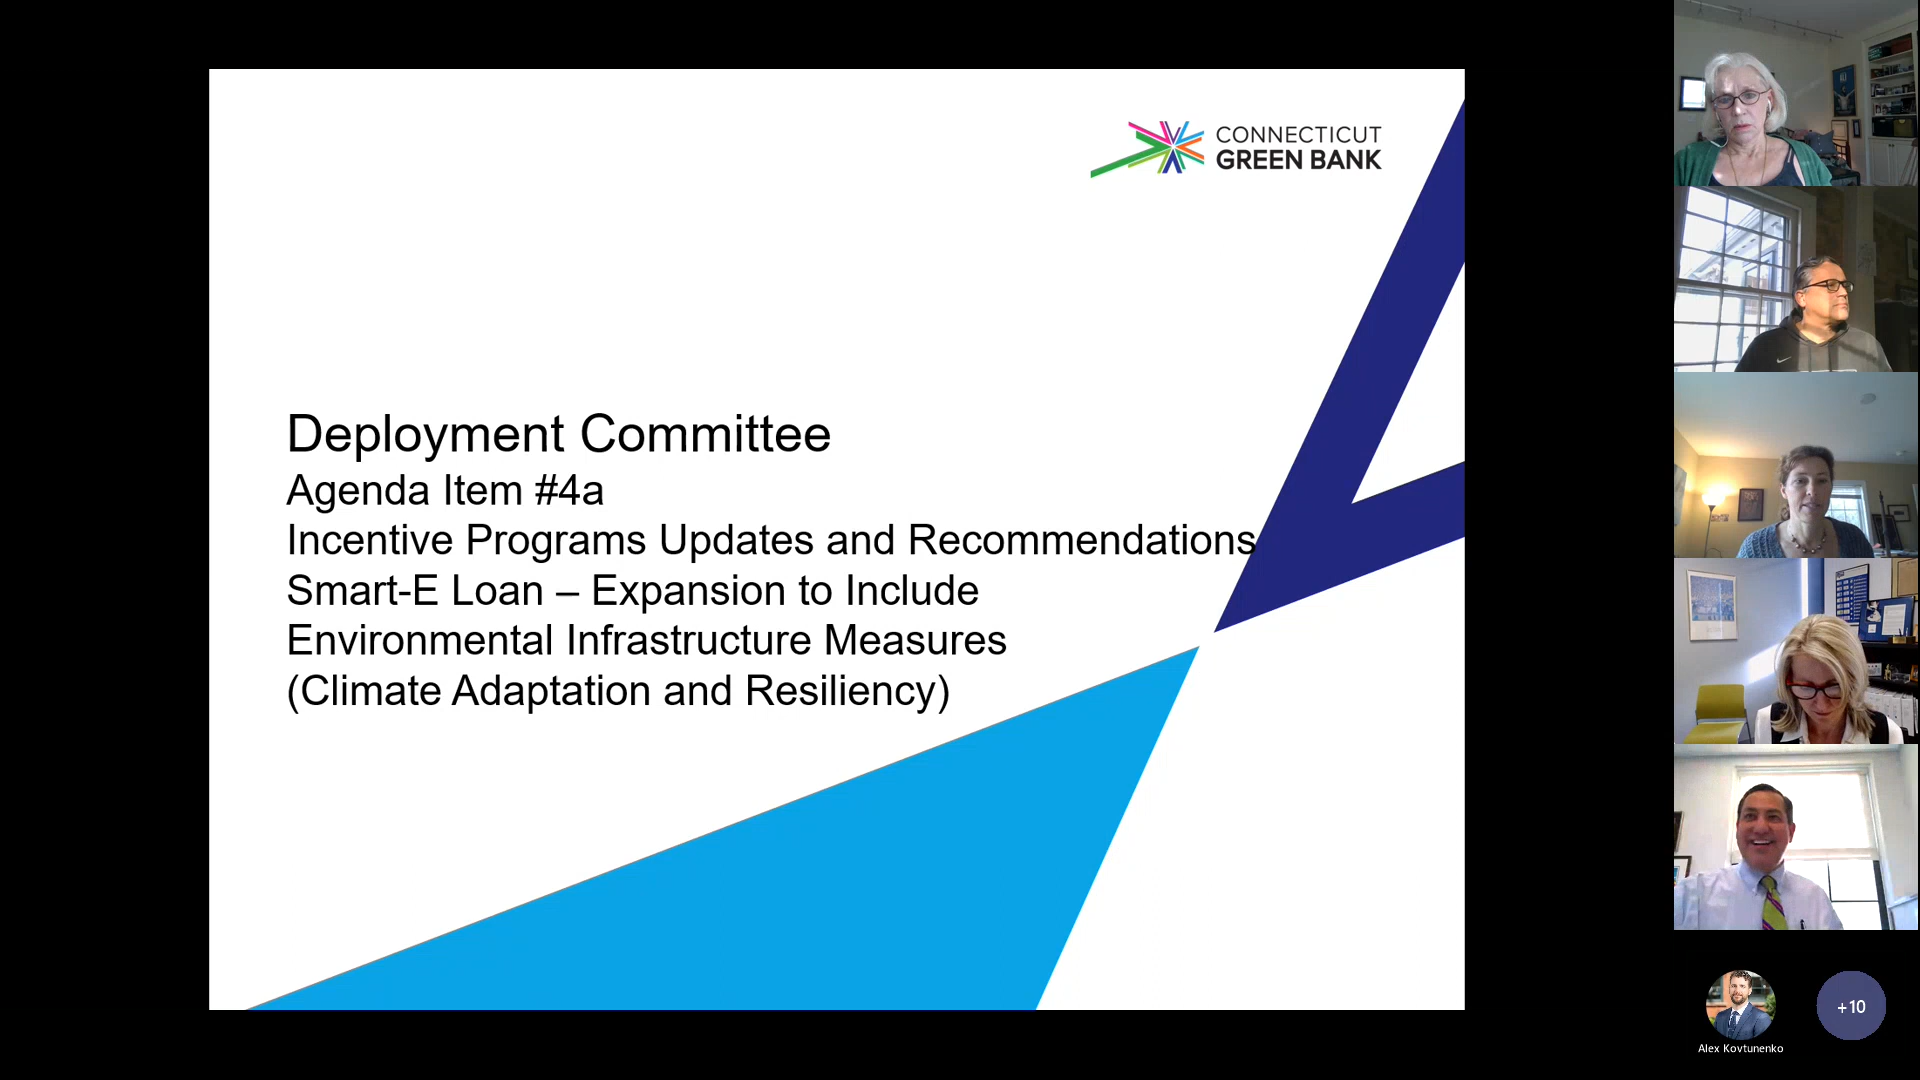 CONNECTICUT
GREEN BANK
Deployment Committee
Agenda Item #4a
Incentive Programs Updates and Recommendations
Smart-E Loan – Expansion to Include
Environmental Infrastructure Measures
(Climate Adaptation and Resiliency)
+10
Alex Kovtunenko